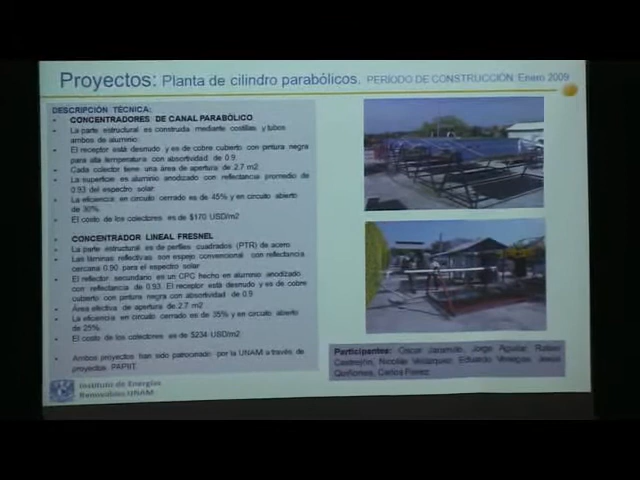 Proyectos: Planta de cilindro parabólicos. PERÍODO DE CONSTRUCCIÓN: Enero 2009
DESCRIPCIÓN TÉCNICA:
• CONCENTRADORES DE CANAL PARABÓLICO
• La parte estructural es construida mediante costillas y tubos
ambos de aluminio.
• El receptor está desnudo y es de cobre cubierto con pintura negra
para alta temperatura con absortividad de 0.9.
• Cada colector tiene una área de apertura de 2.7 m2
• La superficie es aluminio anodizado con reflectancia promedio de
0.93 del espectro solar.
• La eficiencia en circuito cerrado es de 45% y en circuito abierto
de 30%.
• El costo de los colectores es de $170 USD/m2
• CONCENTRADOR LINEAL FRESNEL
• La parte estructural es de perfiles cuadrados (PTR) de acero
• Las láminas reflectivas son espejo convencional con reflectancia
cercana 0.90 para el espectro solar
• El reflector secundario es un CPC hecho en aluminio anodizado
con reflectancia de 0.93. El receptor está desnudo y es de cobre
cubierto con pintura negra con absortividad de 0.9
• Área efectiva de apertura de 2.7 m2
• La eficiencia en circuito cerrado es de 35% y en circuito abierto
de 25%.
• El costo de los colectores es de $234 USD/m2
• Ambos proyectos han sido patrocinado por la UNAM a través de
proyectos PAPIIT.
Participantes: Oscar Jaramillo, Jorge Aguilar, Rafael
Castrejón, Nicolás Velázquez, Eduardo Venegas, Jesús
Quiñones, Carlos Pérez
Instituto de Energías
Renovables UNAM